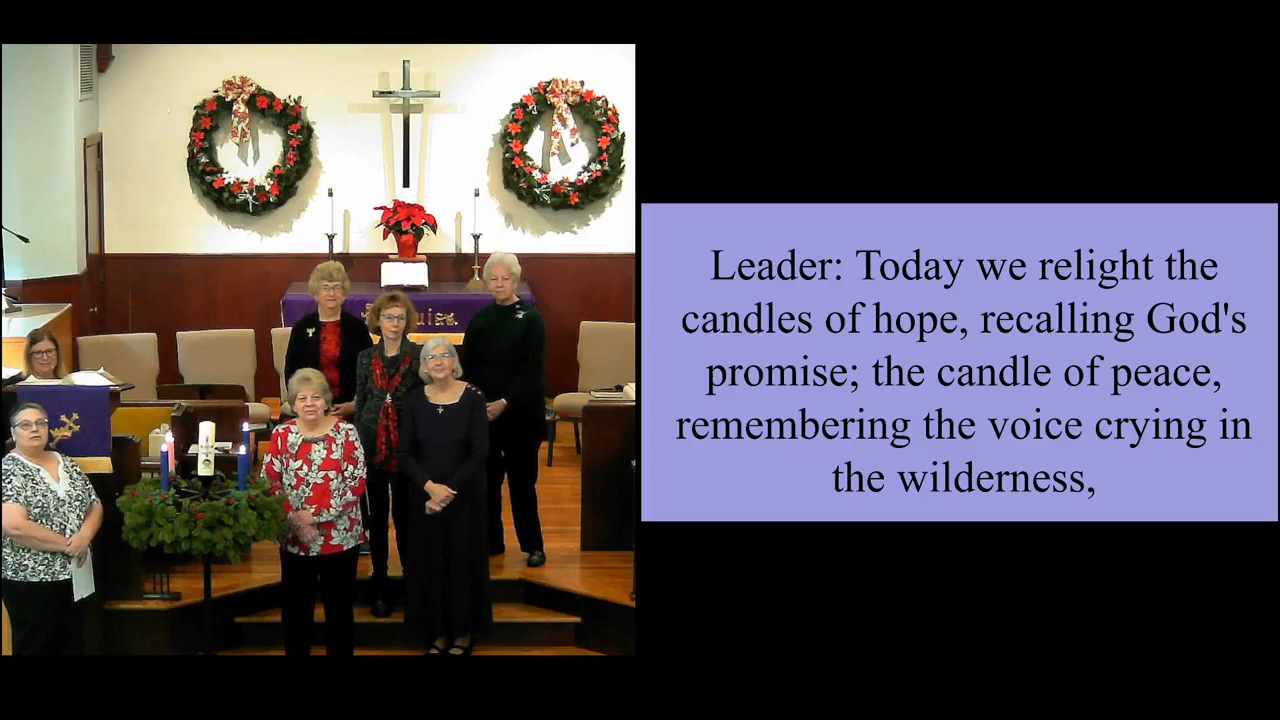 Leader: Today we relight the
candles of hope, recalling God's
promise; the candle of peace,
remembering the voice crying in
the wilderness,